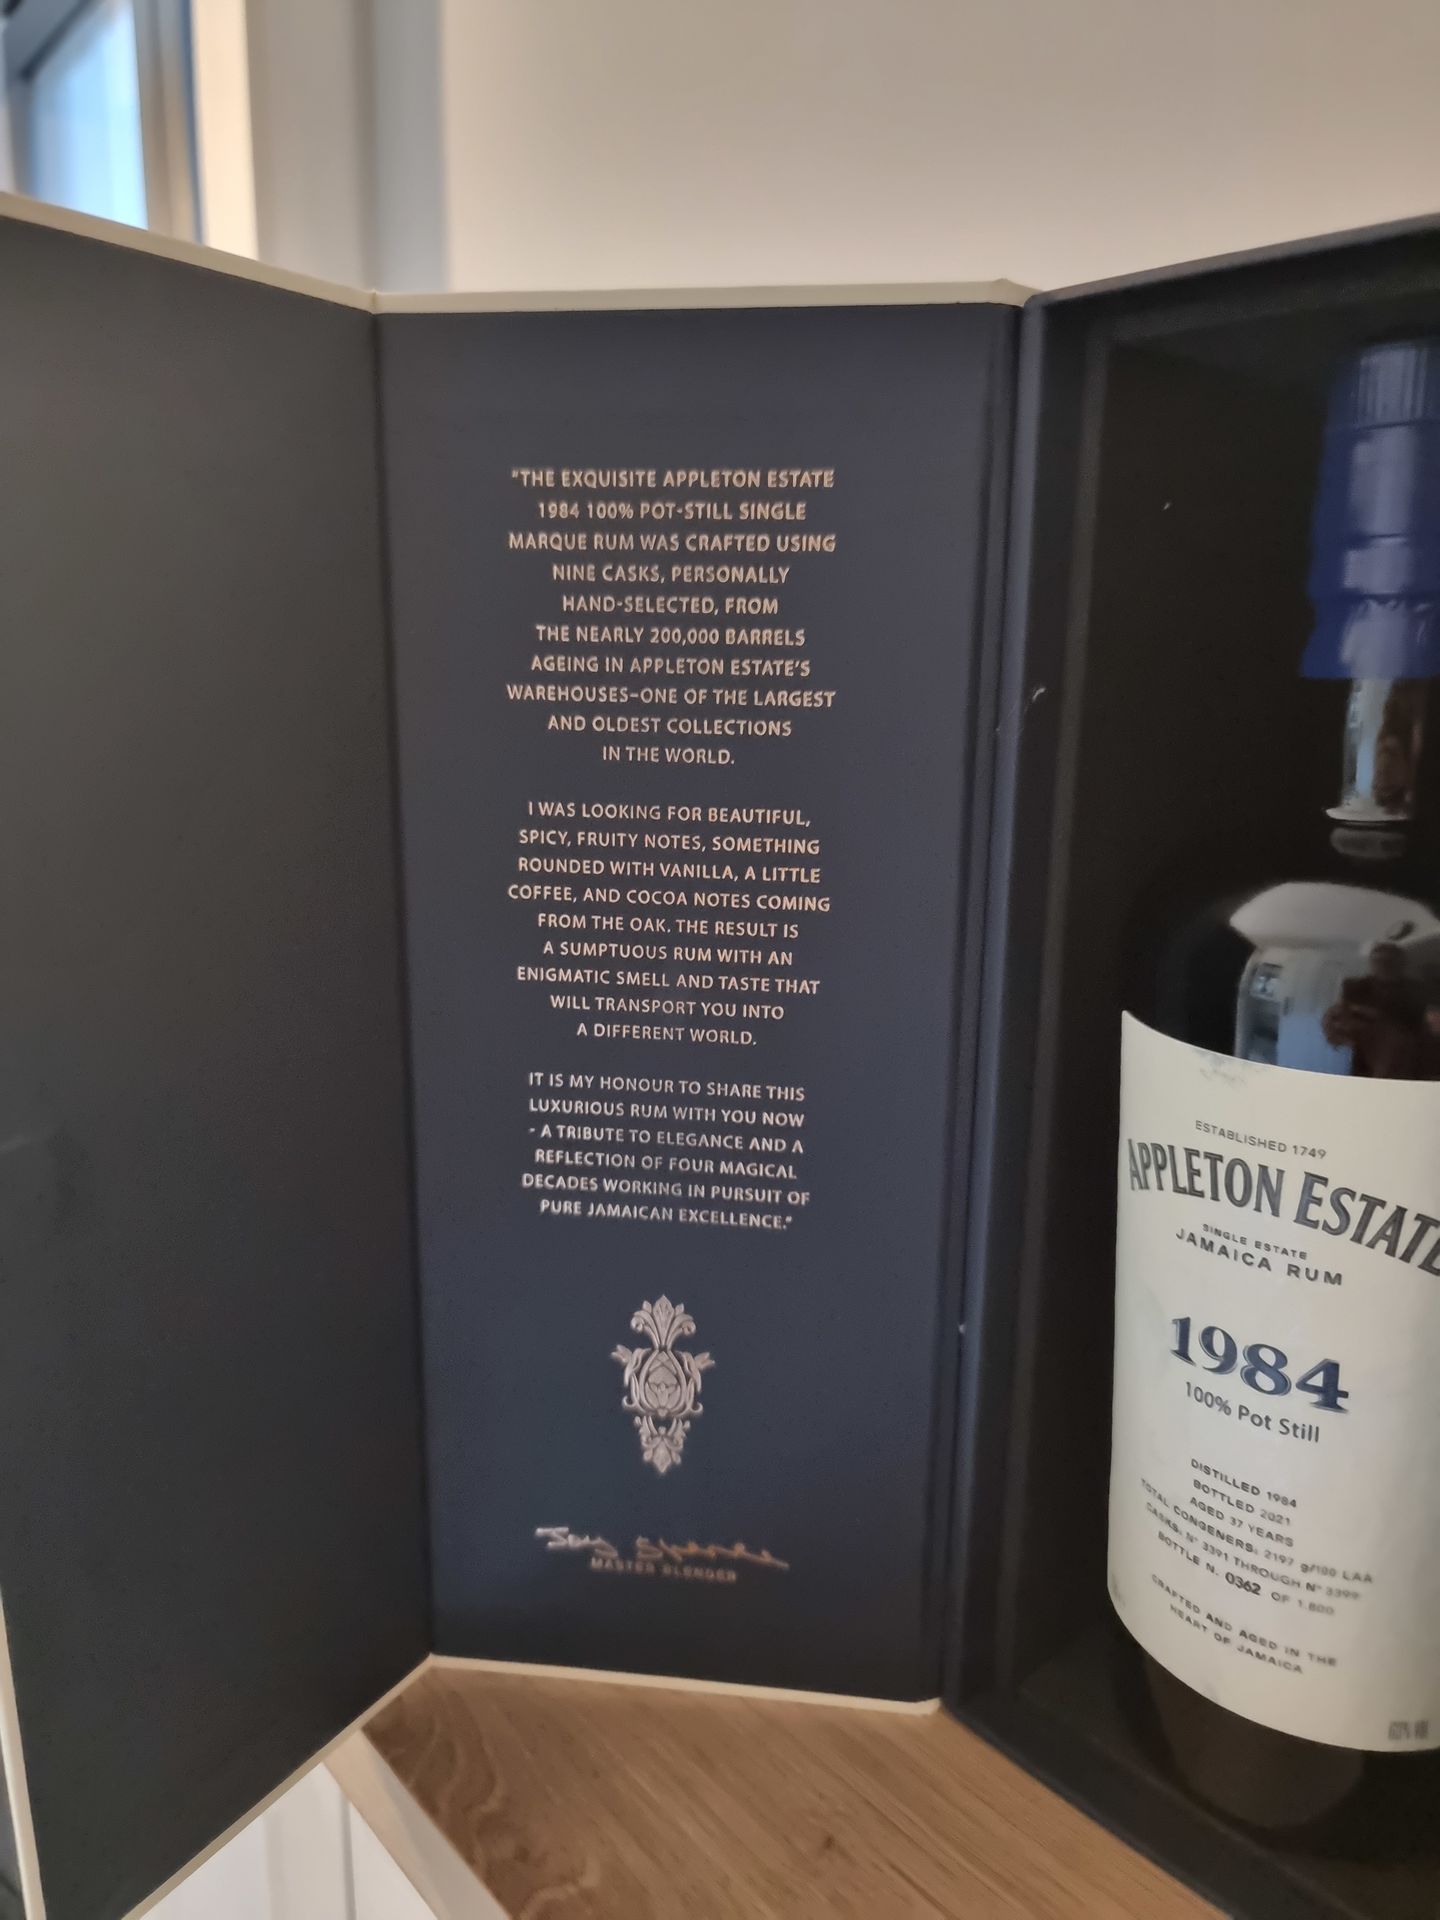 "THE EXQUISITE APPLETON ESTATE
1984 100% POT-STILL SINGLE
MARQUE RUM WAS CRAFTED USING
NINE CASKS, PERSONALLY
HAND-SELECTED, FROM
THE NEARLY 200,000 BARRELS
AGEING IN APPLETON ESTATE'S
WAREHOUSES–ONE OF THE LARGEST
AND OLDEST COLLECTIONS
IN THE WORLD.
I WAS LOOKING FOR BEAUTIFUL,
SPICY, FRUITY NOTES, SOMETHING
ROUNDED WITH VANILLA, A LITTLE
COFFEE, AND COCOA NOTES COMING
FROM THE OAK. THE RESULT IS
A SUMPTUOUS RUM WITH AN
ENIGMATIC SMELL AND TASTE THAT
WILL TRANSPORT YOU INTO
A DIFFERENT WORLD.
IT IS MY HONOUR TO SHARE THIS
LUXURIOUS RUM WITH YOU NOW
- A TRIBUTE TO ELEGANCE AND A
REFLECTION OF FOUR MAGICAL
DECADES WORKING IN PURSUIT OF
PURE JAMAICAN EXCELLENCE."
Joy Spence
MASTER BLENDER
ESTABLISHED 1749
APPLETON ESTATE
SINGLE ESTATE
JAMAICA RUM
1984
100% Pot Still
DISTILLED 1984
BOTTLED 2021
AGED 37 YEARS
TOTAL CONGENERS: 2197 g/100 LAA
CASKS: N° 3391 THROUGH N° 3399
BOTTLE N. 0362 OF 1.800
CRAFTED AND AGED IN THE
HEART OF JAMAICA